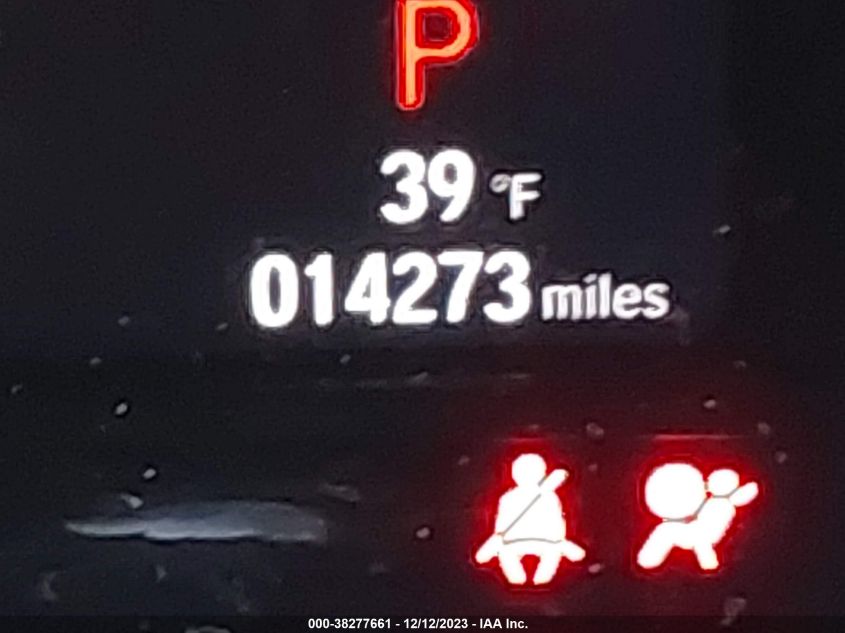 P
39 °F
014273 miles
000-38277661 - 12/12/2023 - IAA Inc.